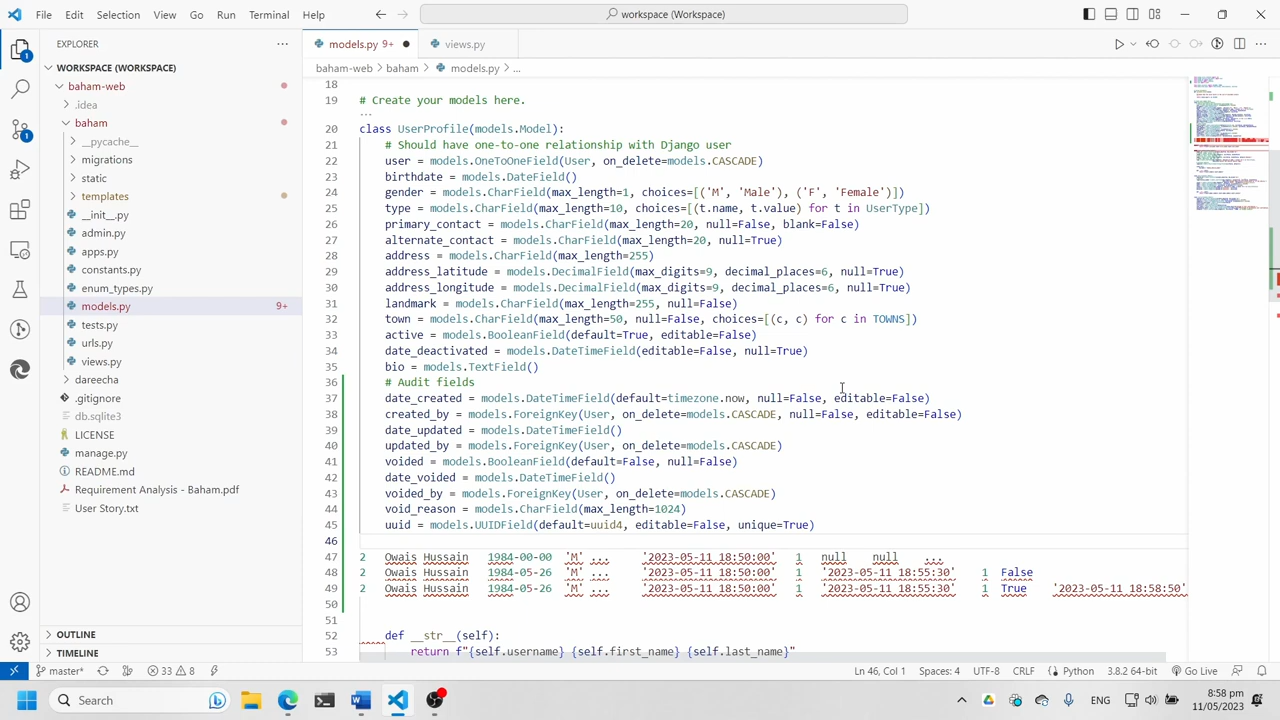 File Edit Selection View Go Run Terminal Help
workspace (Workspace)
EXPLORER
WORKSPACE (WORKSPACE)
baham-web
.idea
baham
__pycache__
migrations
static
templates
__init__.py
admin.py
apps.py
constants.py
enum_types.py
models.py 9+
tests.py
urls.py
views.py
dareecha
.gitignore
db.sqlite3
LICENSE
manage.py
README.md
Requirement Analysis - Baham.pdf
User Story.txt
OUTLINE
TIMELINE
models.py 9+
views.py
baham-web > baham > models.py > ...
18
19 # Create your models here.
20 class UserProfile(models.Model):
21 # Should have one-to-one relationship with Django user
22 user = models.OneToOneField(User, on_delete=models.CASCADE)
23 birthdate = models.DateField()
24 gender = models.CharField(max_length=1, choices=[('M', 'Male'), ('F', 'Female')])
25 type = models.CharField(max_length=10, choices=[(t.name, t.value) for t in UserType])
26 primary_contact = models.CharField(max_length=20, null=False, blank=False)
27 alternate_contact = models.CharField(max_length=20, null=True)
28 address = models.CharField(max_length=255)
29 address_latitude = models.DecimalField(max_digits=9, decimal_places=6, null=True)
30 address_longitude = models.DecimalField(max_digits=9, decimal_places=6, null=True)
31 landmark = models.CharField(max_length=255, null=False)
32 town = models.CharField(max_length=50, null=False, choices=[(c, c) for c in TOWNS])
33 active = models.BooleanField(default=True, editable=False)
34 date_deactivated = models.DateTimeField(editable=False, null=True)
35 bio = models.TextField()
36 # Audit fields
37 date_created = models.DateTimeField(default=timezone.now, null=False, editable=False)
38 created_by = models.ForeignKey(User, on_delete=models.CASCADE, null=False, editable=False)
39 date_updated = models.DateTimeField()
40 updated_by = models.ForeignKey(User, on_delete=models.CASCADE)
41 voided = models.BooleanField(default=False, null=False)
42 date_voided = models.DateTimeField()
43 voided_by = models.ForeignKey(User, on_delete=models.CASCADE)
44 void_reason = models.CharField(max_length=1024)
45 uuid = models.UUIDField(default=uuid4, editable=False, unique=True)
46
47 2 Owais Hussain 1984-00-00 'M' ... '2023-05-11 18:50:00' 1 null null ...
48 2 Owais Hussain 1984-05-26 'M' ... '2023-05-11 18:50:00' 1 '2023-05-11 18:55:30' 1 False
49 2 Owais Hussain 1984-05-26 'M' ... '2023-05-11 18:50:00' 1 '2023-05-11 18:55:30' 1 True '2023-05-11 18:58:50'
50
51
52 def __str__(self):
53 return f"{self.username} {self.first_name} {self.last_name}"
master* 33 8 Ln 46, Col 1 Spaces: 4 UTF-8 CRLF Python 3.8.2 64-bit Go Live
Search
ENG
8:58 pm
11/05/2023